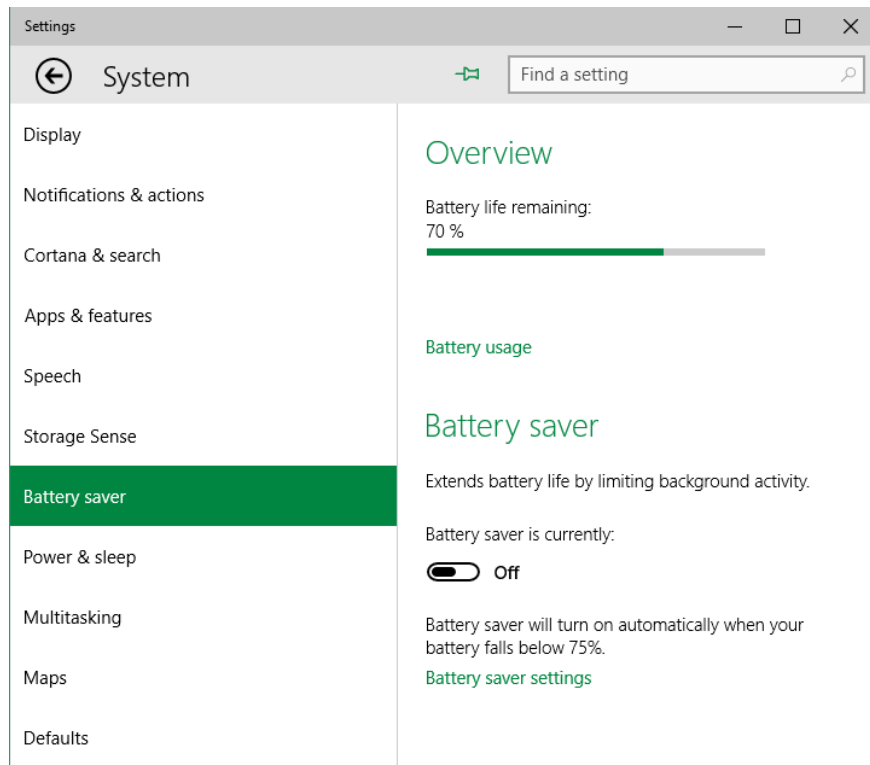 Settings
System
Find a setting
Display
Notifications & actions
Cortana & search
Apps & features
Speech
Storage Sense
Battery saver
Power & sleep
Multitasking
Maps
Defaults
Overview
Battery life remaining:
70 %
Battery usage
Battery saver
Extends battery life by limiting background activity.
Battery saver is currently:
Off
Battery saver will turn on automatically when your
battery falls below 75%.
Battery saver settings